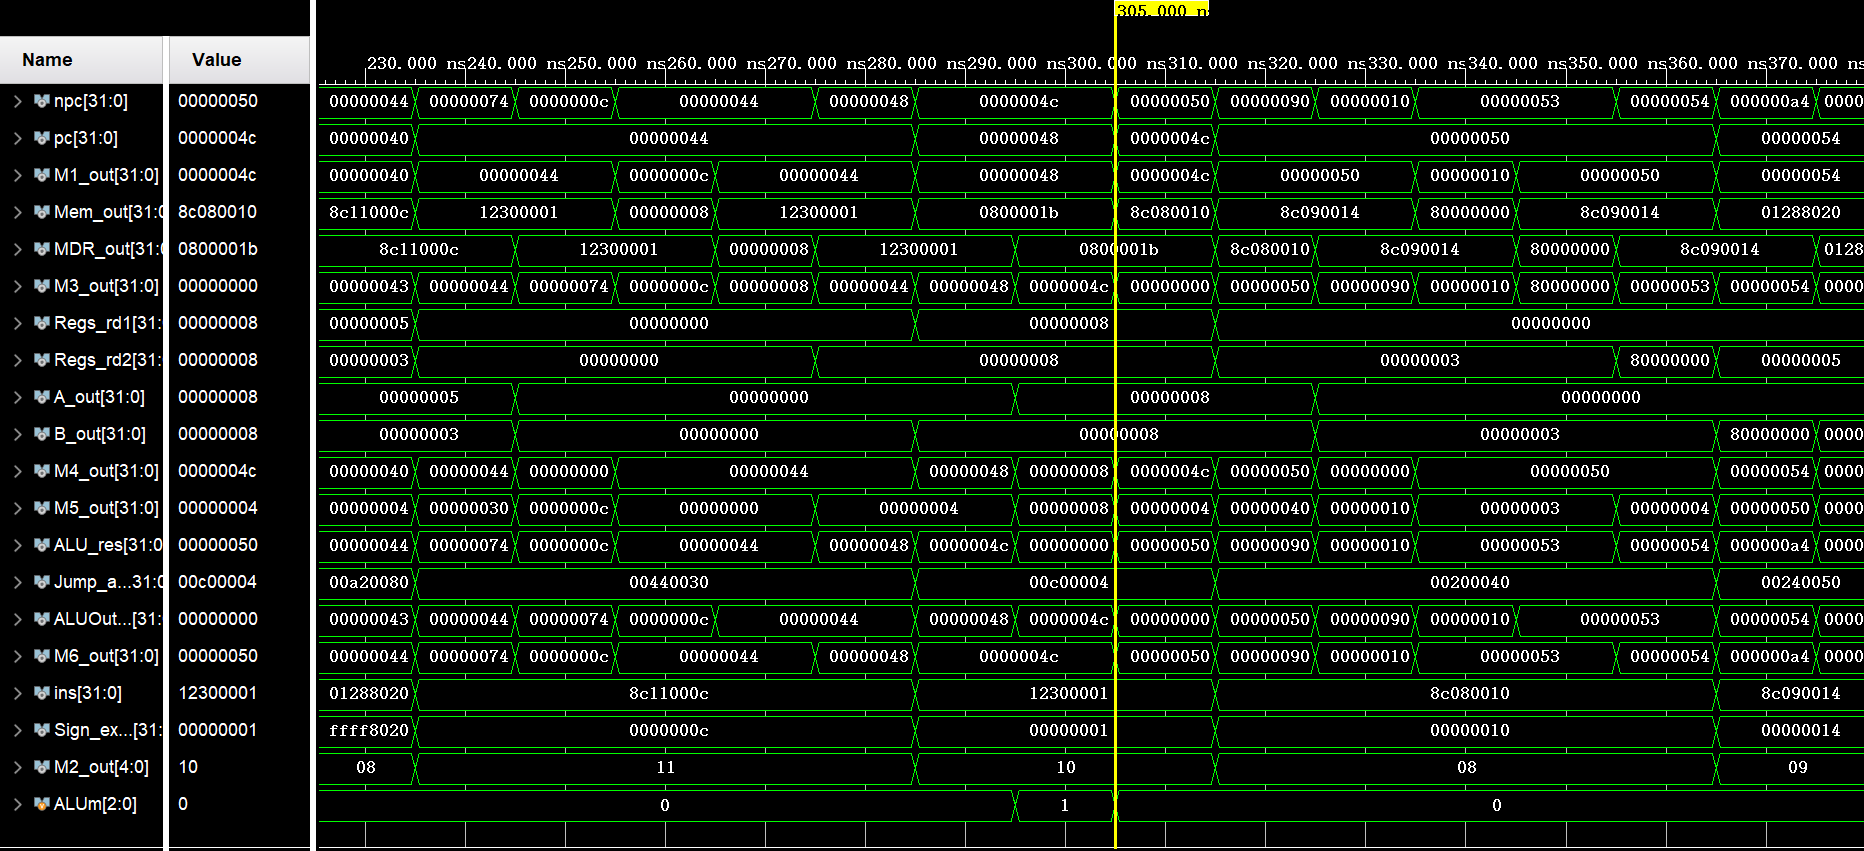 305.000 n
Name Value
230.000 ns 240.000 ns 250.000 ns 260.000 ns 270.000 ns 280.000 ns 290.000 ns 300.000 ns 310.000 ns 320.000 ns 330.000 ns 340.000 ns 350.000 ns 360.000 ns 370.000 ns
npc[31:0] 00000050 00000044 00000074 0000000c 00000044 00000048 0000004c 00000050 00000090 00000010 00000053 00000054 000000a4 0000
pc[31:0] 0000004c 00000040 00000044 00000048 0000004c 00000050 00000054
M1_out[31:0] 0000004c 00000040 00000044 0000000c 00000044 00000048 0000004c 00000050 00000010 00000050 00000054
Mem_out[31:0 8c080010 8c11000c 12300001 00000008 12300001 0800001b 8c080010 8c090014 80000000 8c090014 01288020
MDR_out[31:0 0800001b 8c11000c 12300001 00000008 12300001 0800001b 8c080010 8c090014 80000000 8c090014 0128
M3_out[31:0] 00000000 00000043 00000044 00000074 0000000c 00000008 00000044 00000048 0000004c 00000000 00000050 00000090 00000010 80000000 00000053 00000054 0000
Regs_rd1[31: 00000008 00000005 00000000 00000008 00000000
Regs_rd2[31: 00000008 00000003 00000000 00000008 00000003 80000000 00000005
A_out[31:0] 00000008 00000005 00000000 00000008 00000000
B_out[31:0] 00000008 00000003 00000000 00000008 00000003 80000000 0000
M4_out[31:0] 0000004c 00000040 00000044 00000000 00000044 00000048 00000008 0000004c 00000050 00000000 00000050 00000054 0000
M5_out[31:0] 00000004 00000004 00000030 0000000c 00000000 00000004 00000008 00000004 00000040 00000010 00000003 00000004 00000050 0000
ALU_res[31:0 00000050 00000044 00000074 0000000c 00000044 00000048 0000004c 00000000 00000050 00000090 00000010 00000053 00000054 000000a4 0000
Jump_a...31:0 00c00004 00a20080 00440030 00c00004 00200040 00240050
ALUOut...[31: 00000000 00000043 00000044 00000074 0000000c 00000044 00000048 0000004c 00000000 00000050 00000090 00000010 00000053 00000054 0000
M6_out[31:0] 00000050 00000044 00000074 0000000c 00000044 00000048 0000004c 00000050 00000090 00000010 00000053 00000054 000000a4 0000
ins[31:0] 12300001 01288020 8c11000c 12300001 8c080010 8c090014
Sign_ex...[31: 00000001 ffff8020 0000000c 00000001 00000010 00000014
M2_out[4:0] 10 08 11 10 08 09
ALUm[2:0] 0 0 1 0